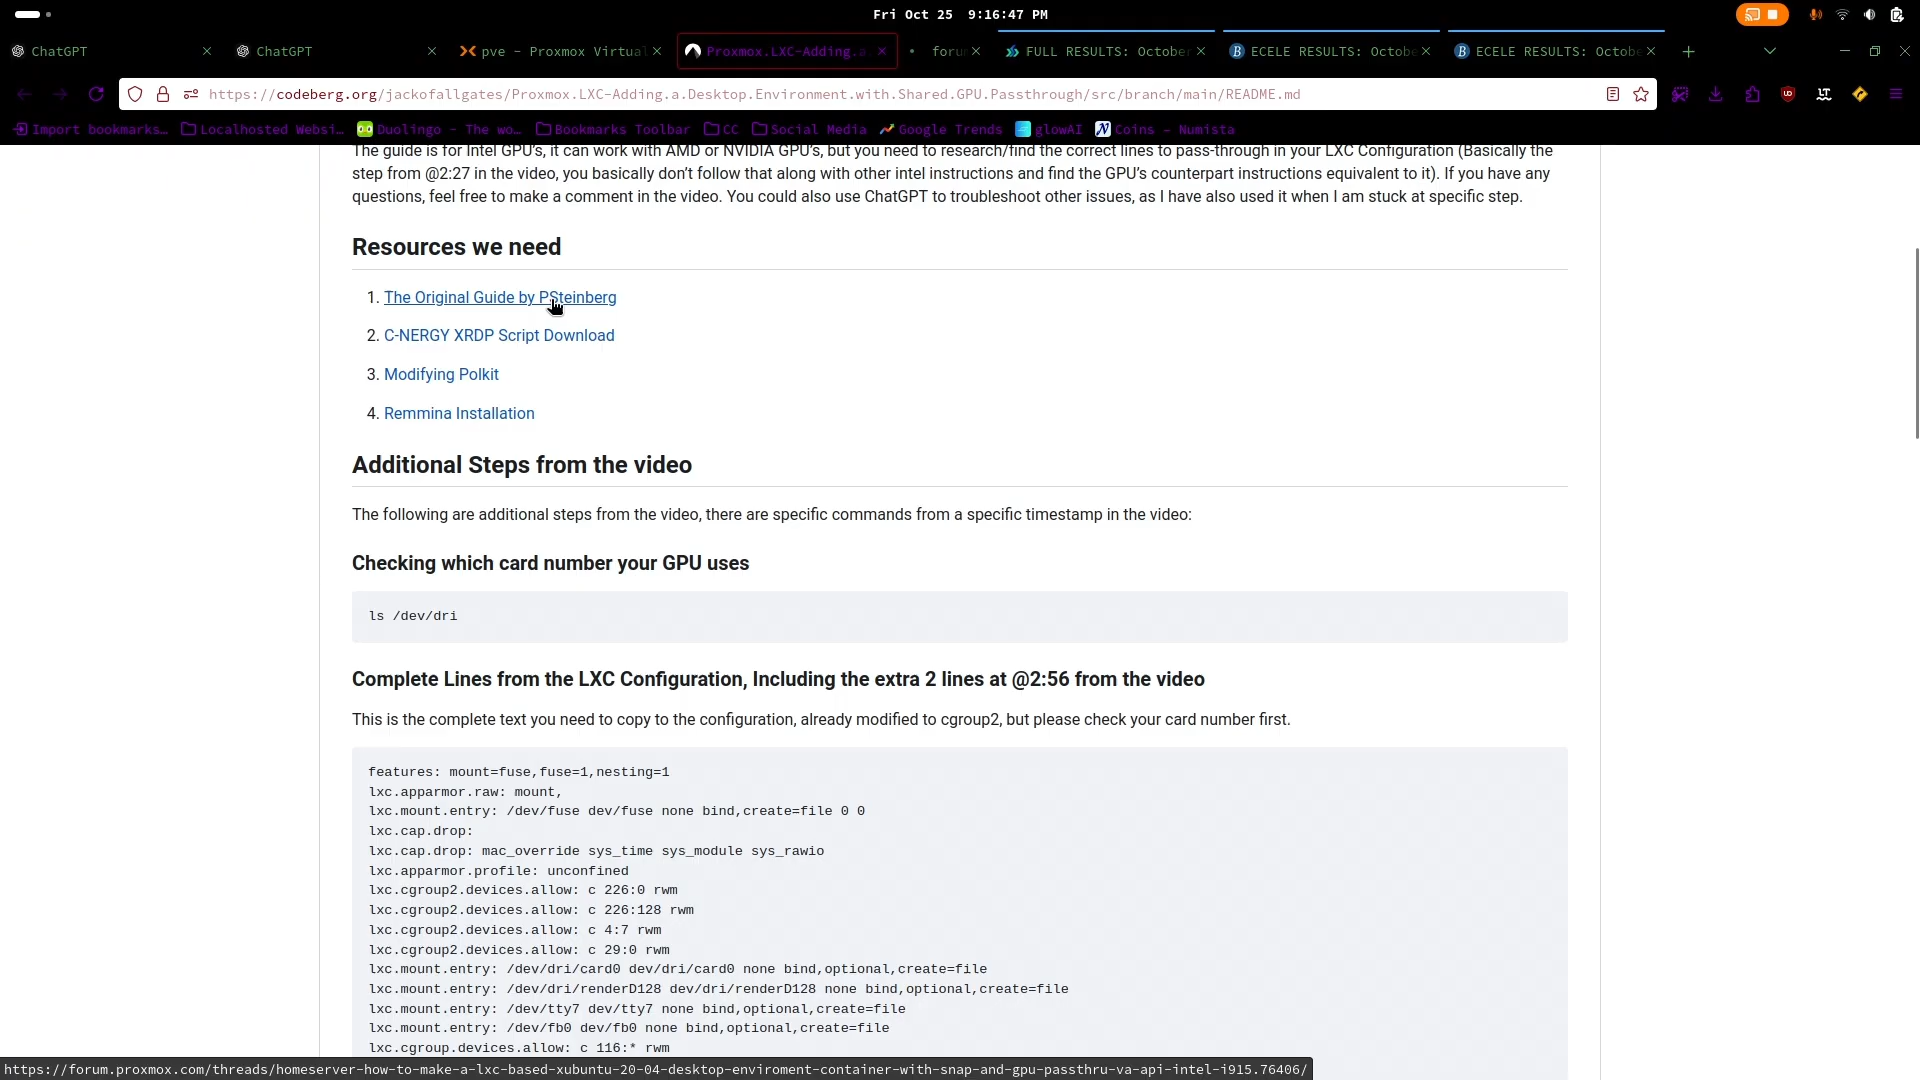 Fri Oct 25 9:16:47 PM
ChatGPT
ChatGPT
pve - Proxmox Virtua
Proxmox.LXC-Adding.a
foru
FULL RESULTS: October
ECELE RESULTS: Octob
ECELE RESULTS: Octobe
https://codeberg.org/jackofallgates/Proxmox.LXC-Adding.a.Desktop.Environment.with.Shared.GPU.Passthrough/src/branch/main/README.md
Import bookmarks…
Localhosted Websi…
Duolingo - The wo…
Bookmarks Toolbar
CC
Social Media
Google Trends
glowAI
Coins - Numista
The guide is for Intel GPU's, it can work with AMD or NVIDIA GPU's, but you need to research/find the correct lines to pass-through in your LXC Configuration (Basically the
step from @2:27 in the video, you basically don't follow that along with other intel instructions and find the GPU's counterpart instructions equivalent to it). If you have any
questions, feel free to make a comment in the video. You could also use ChatGPT to troubleshoot other issues, as I have also used it when I am stuck at specific step.
Resources we need
1. The Original Guide by PSteinberg
2. C-NERGY XRDP Script Download
3. Modifying Polkit
4. Remmina Installation
Additional Steps from the video
The following are additional steps from the video, there are specific commands from a specific timestamp in the video:
Checking which card number your GPU uses
ls /dev/dri
Complete Lines from the LXC Configuration, Including the extra 2 lines at @2:56 from the video
This is the complete text you need to copy to the configuration, already modified to cgroup2, but please check your card number first.
features: mount=fuse,fuse=1,nesting=1
lxc.apparmor.raw: mount,
lxc.mount.entry: /dev/fuse dev/fuse none bind,create=file 0 0
lxc.cap.drop:
lxc.cap.drop: mac_override sys_time sys_module sys_rawio
lxc.apparmor.profile: unconfined
lxc.cgroup2.devices.allow: c 226:0 rwm
lxc.cgroup2.devices.allow: c 226:128 rwm
lxc.cgroup2.devices.allow: c 4:7 rwm
lxc.cgroup2.devices.allow: c 29:0 rwm
lxc.mount.entry: /dev/dri/card0 dev/dri/card0 none bind,optional,create=file
lxc.mount.entry: /dev/dri/renderD128 dev/dri/renderD128 none bind,optional,create=file
lxc.mount.entry: /dev/tty7 dev/tty7 none bind,optional,create=file
lxc.mount.entry: /dev/fb0 dev/fb0 none bind,optional,create=file
lxc.cgroup.devices.allow: c 116:* rwm
https://forum.proxmox.com/threads/homeserver-how-to-make-a-lxc-based-xubuntu-20-04-desktop-enviroment-container-with-snap-and-gpu-passthru-va-api-intel-i915.76406/